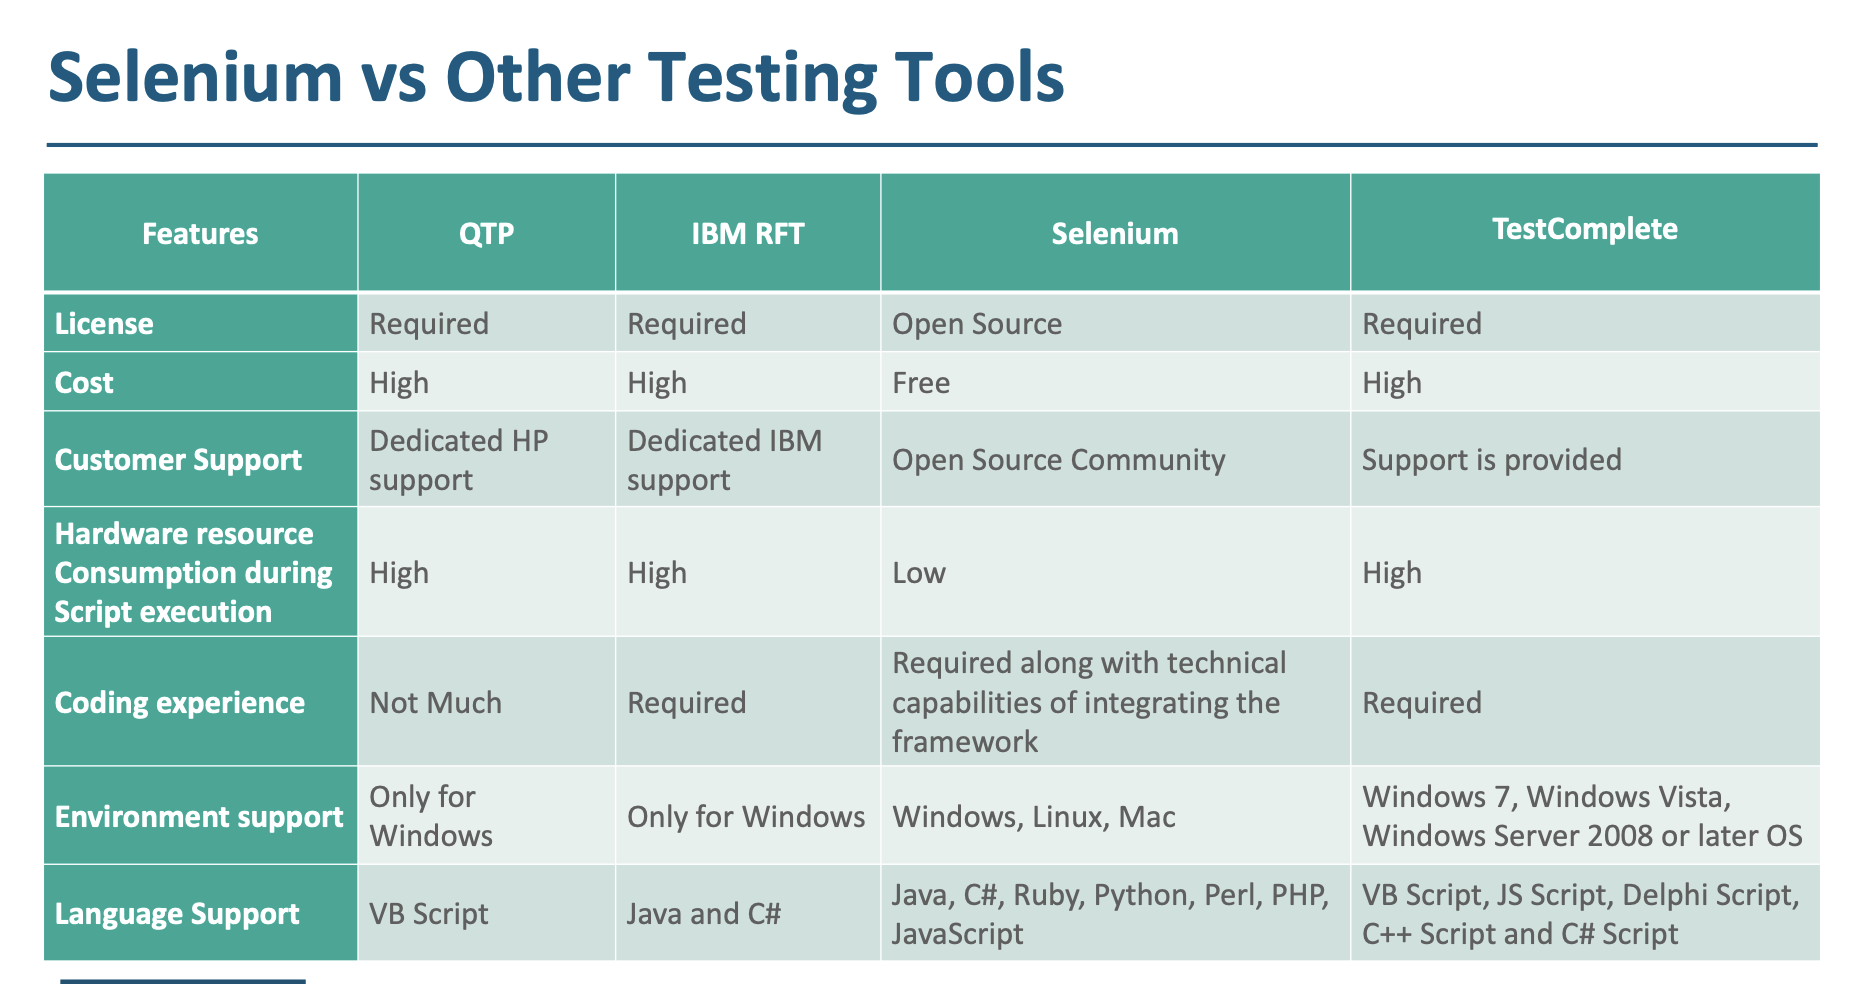 Selenium vs Other Testing Tools
Features
QTP
IBM RFT
Selenium
TestComplete
License
Required
Required
Open Source
Required
Cost
High
High
Free
High
Customer Support
Dedicated HP
support
Dedicated IBM
support
Open Source Community
Support is provided
Hardware resource
Consumption during
Script execution
High
High
Low
High
Coding experience
Not Much
Required
Required along with technical
capabilities of integrating the
framework
Required
Environment support
Only for
Windows
Only for Windows
Windows, Linux, Mac
Windows 7, Windows Vista,
Windows Server 2008 or later OS
Language Support
VB Script
Java and C#
Java, C#, Ruby, Python, Perl, PHP,
JavaScript
VB Script, JS Script, Delphi Script,
C++ Script and C# Script